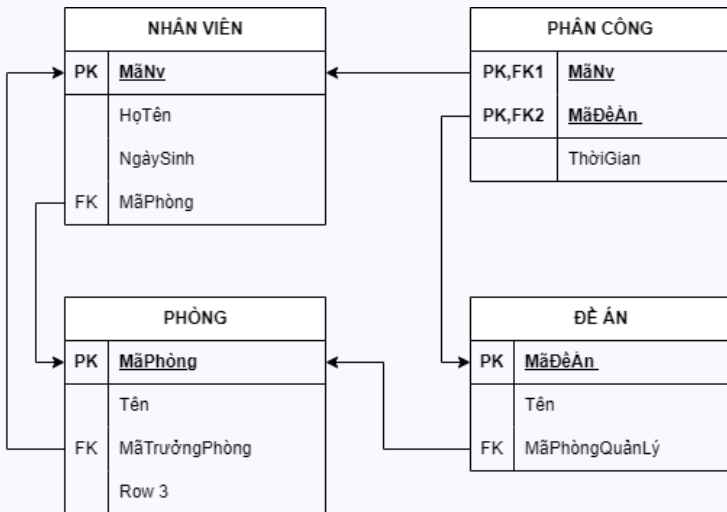 NHÂN VIÊN
PK MãNv
HọTên
NgàySinh
FK MãPhòng
PHÂN CÔNG
PK,FK1 MãNv
PK,FK2 MãĐềÁn
ThờiGian
PHÒNG
PK MãPhòng
Tên
FK MãTrưởngPhòng
Row 3
ĐỀ ÁN
PK MãĐềÁn
Tên
FK MãPhòngQuảnLý